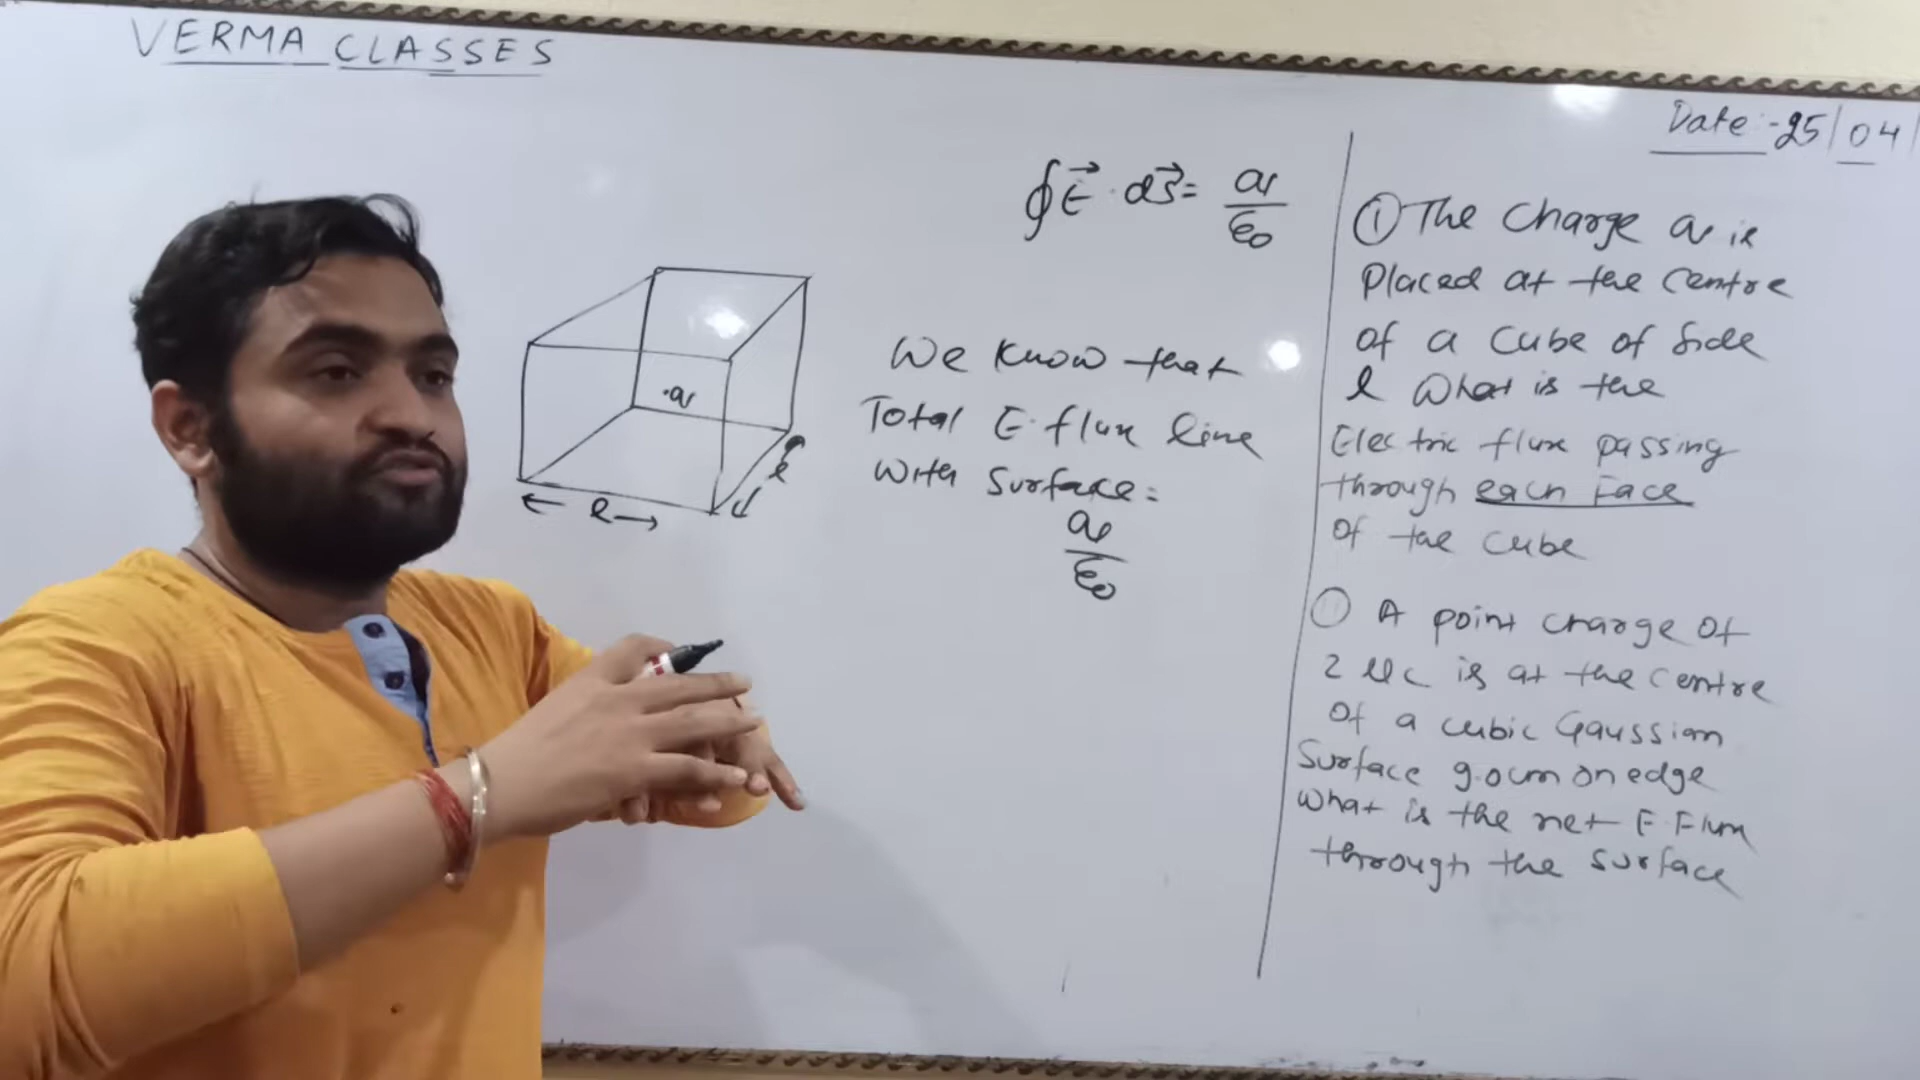 VERMA CLASSES
Date :- 25/04/
∮E⃗·dS⃗ = q/ε₀
.q
l
l
We know that
Total E.flux line
with Surface =
q/ε₀
① The charge q is
Placed at the centre
of a cube of side
l what is the
Electric flux passing
through each Face
of the cube
A point charge of
2 μc is at the centre
of a cubic Gaussian
Surface 9.0cm on edge
what is the net E Flux
through the surface